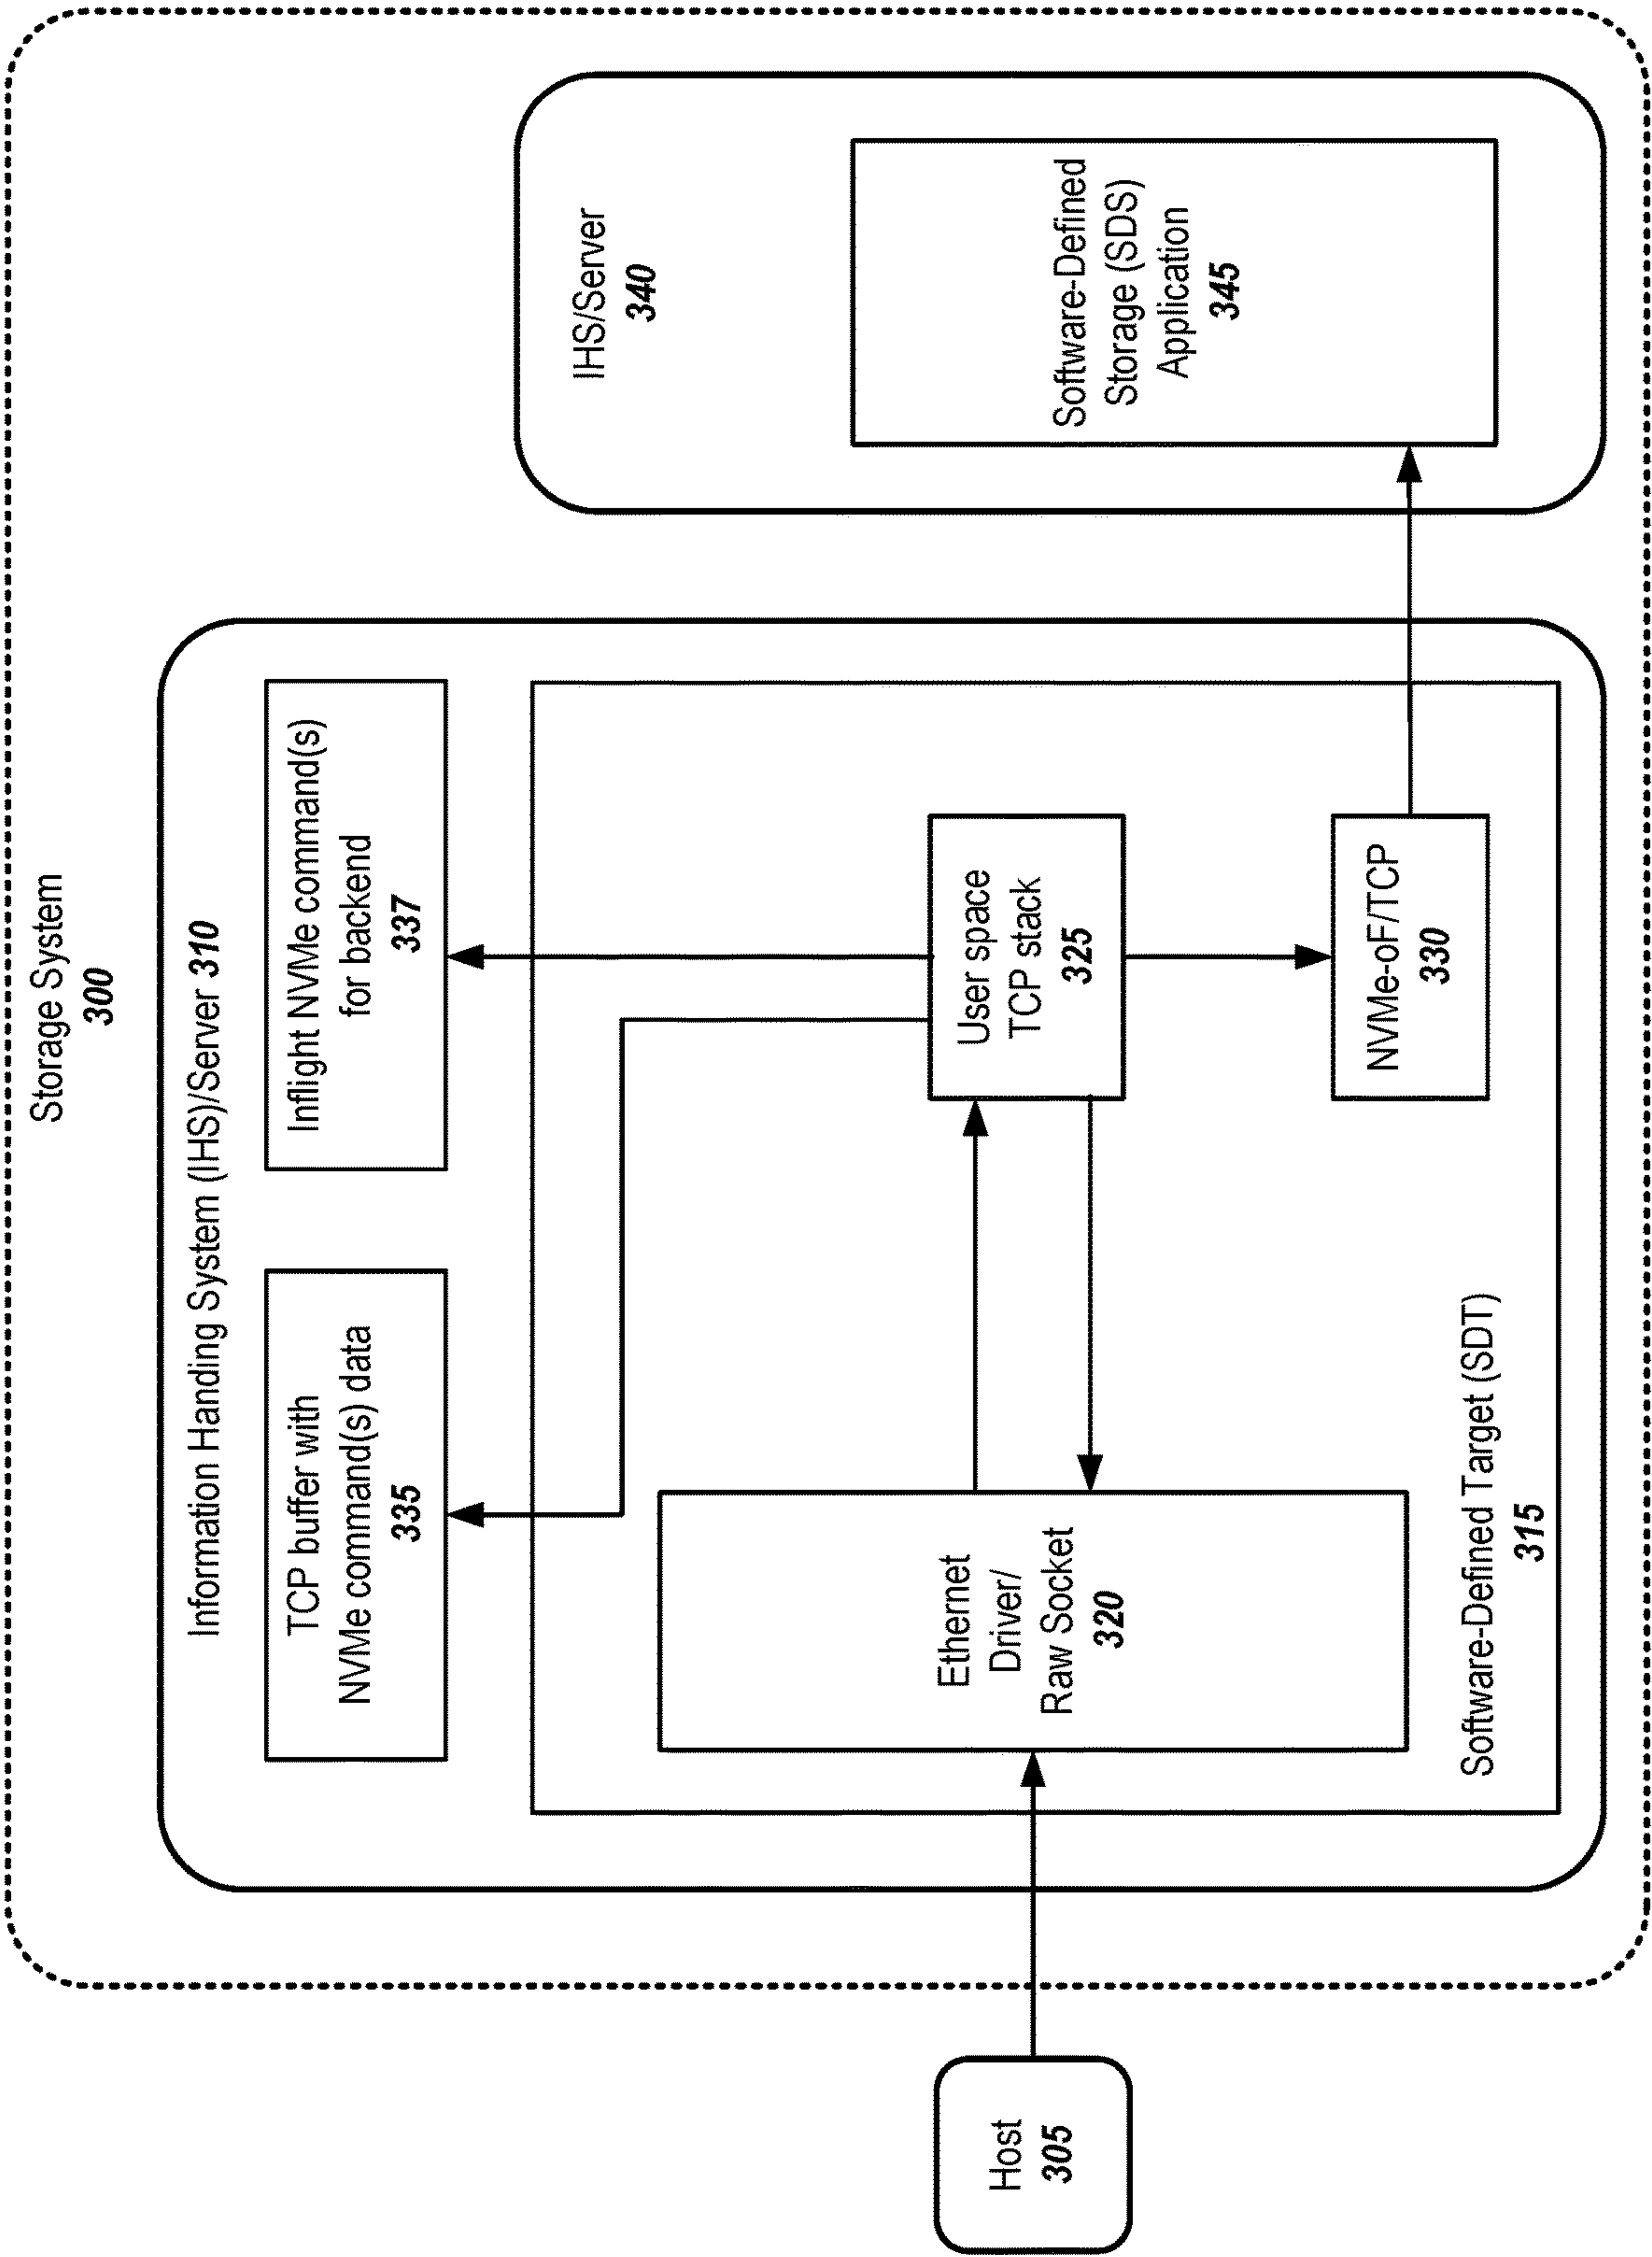 Storage System
300
Information Handing System (IHS)/Server 310
TCP buffer with
NVMe command(s) data
335
Inflight NVMe command(s)
for backend
337
IHS/Server
340
Host
305
Ethernet
Driver/
Raw Socket
320
User space
TCP stack
325
NVMe-oF/TCP
330
Software-Defined
Storage (SDS)
Application
345
Software-Defined Target (SDT)
315